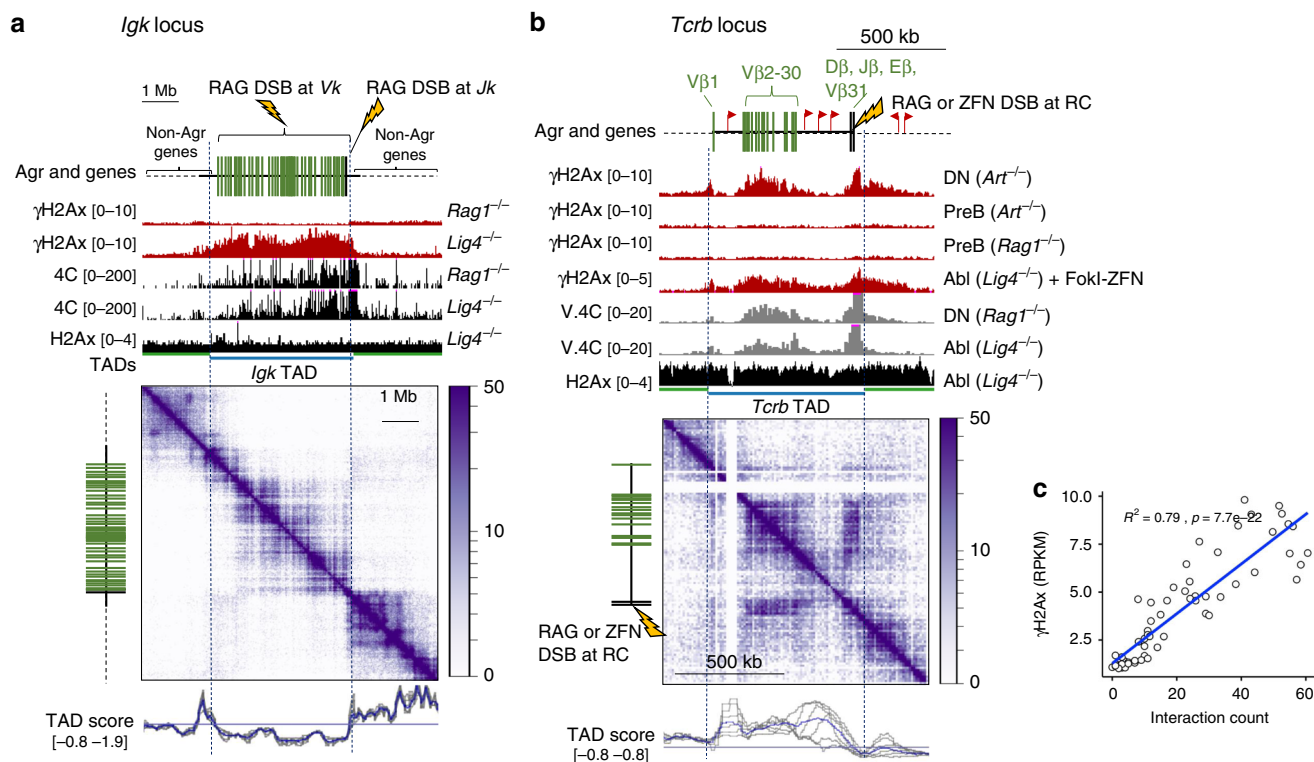 a
Igk locus
1 Mb
RAG DSB at Vk
RAG DSB at Jk
Non-Agr genes
Non-Agr genes
Agr and genes
γH2Ax [0–10] Rag1−/−
γH2Ax [0–10] Lig4−/−
4C [0–200] Rag1−/−
4C [0–200] Lig4−/−
H2Ax [0–4] Lig4−/−
TADs
Igk TAD
1 Mb
50
10
0
TAD score
[−0.8 –1.9]
b
Tcrb locus
500 kb
Vβ1
Vβ2-30
Dβ, Jβ, Eβ,
Vβ31
RAG or ZFN DSB at RC
Agr and genes
γH2Ax [0–10] DN (Art−/−)
γH2Ax [0–10] PreB (Art−/−)
γH2Ax [0–10] PreB (Rag1−/−)
γH2Ax [0–5] Abl (Lig4−/−) + FokI-ZFN
V.4C [0–20] DN (Rag1−/−)
V.4C [0–20] Abl (Lig4−/−)
H2Ax [0–4] Abl (Lig4−/−)
Tcrb TAD
RAG or ZFN
DSB at RC
500 kb
50
10
0
TAD score
[−0.8 –0.8]
c
γH2Ax (RPKM)
10.0
7.5
5.0
2.5
R² = 0.79 , p = 7.7e−22
0 20 40 60
Interaction count